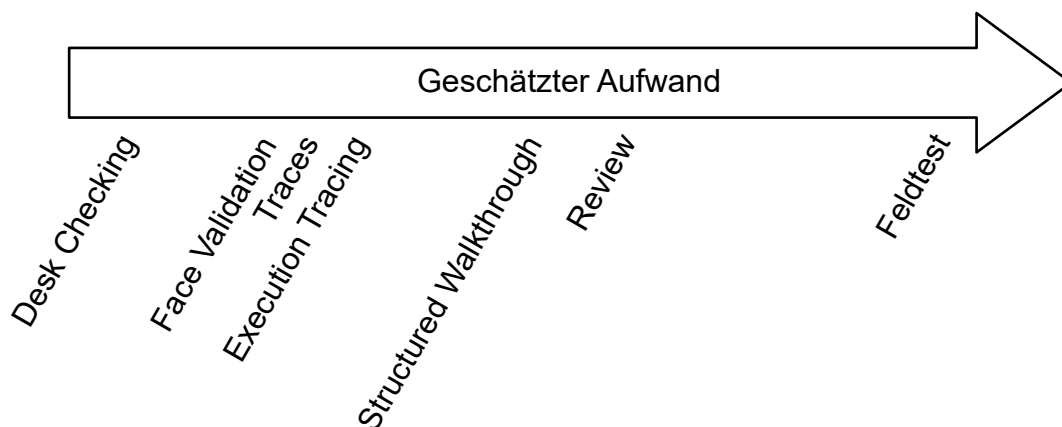 Geschätzter Aufwand
Desk Checking
Face Validation
Traces
Execution Tracing
Structured Walkthrough
Review
Feldtest